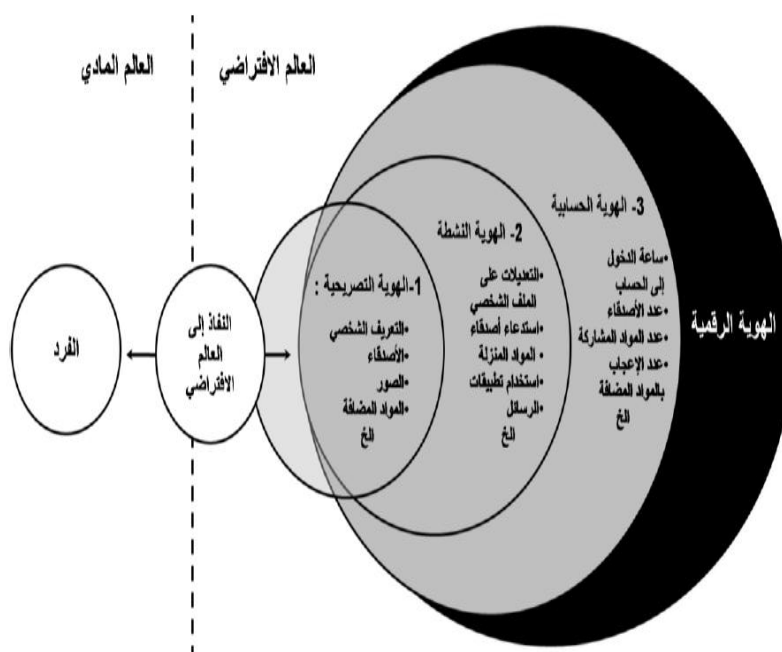 العالم المادي
العالم الافتراضي
الفرد
النفاذ إلى
العالم
الافتراضي
1-الهوية التصريحية :
•التعريف الشخصي
•الأصدقاء
•الصور
•المواد المضافة
الخ
2- الهوية النشطة
•التعديلات على
الملف الشخصي
•استدعاء أصدقاء
•المواد المنزلة
•استخدام تطبيقات
•الرسائل
الخ
3- الهوية الحسابية
•ساعة الدخول
إلى الحساب
•عدد الأصدقاء
•عدد المواد المشاركة
•عدد الإعجاب
بالمواد المضافة
الخ
الهوية الرقمية